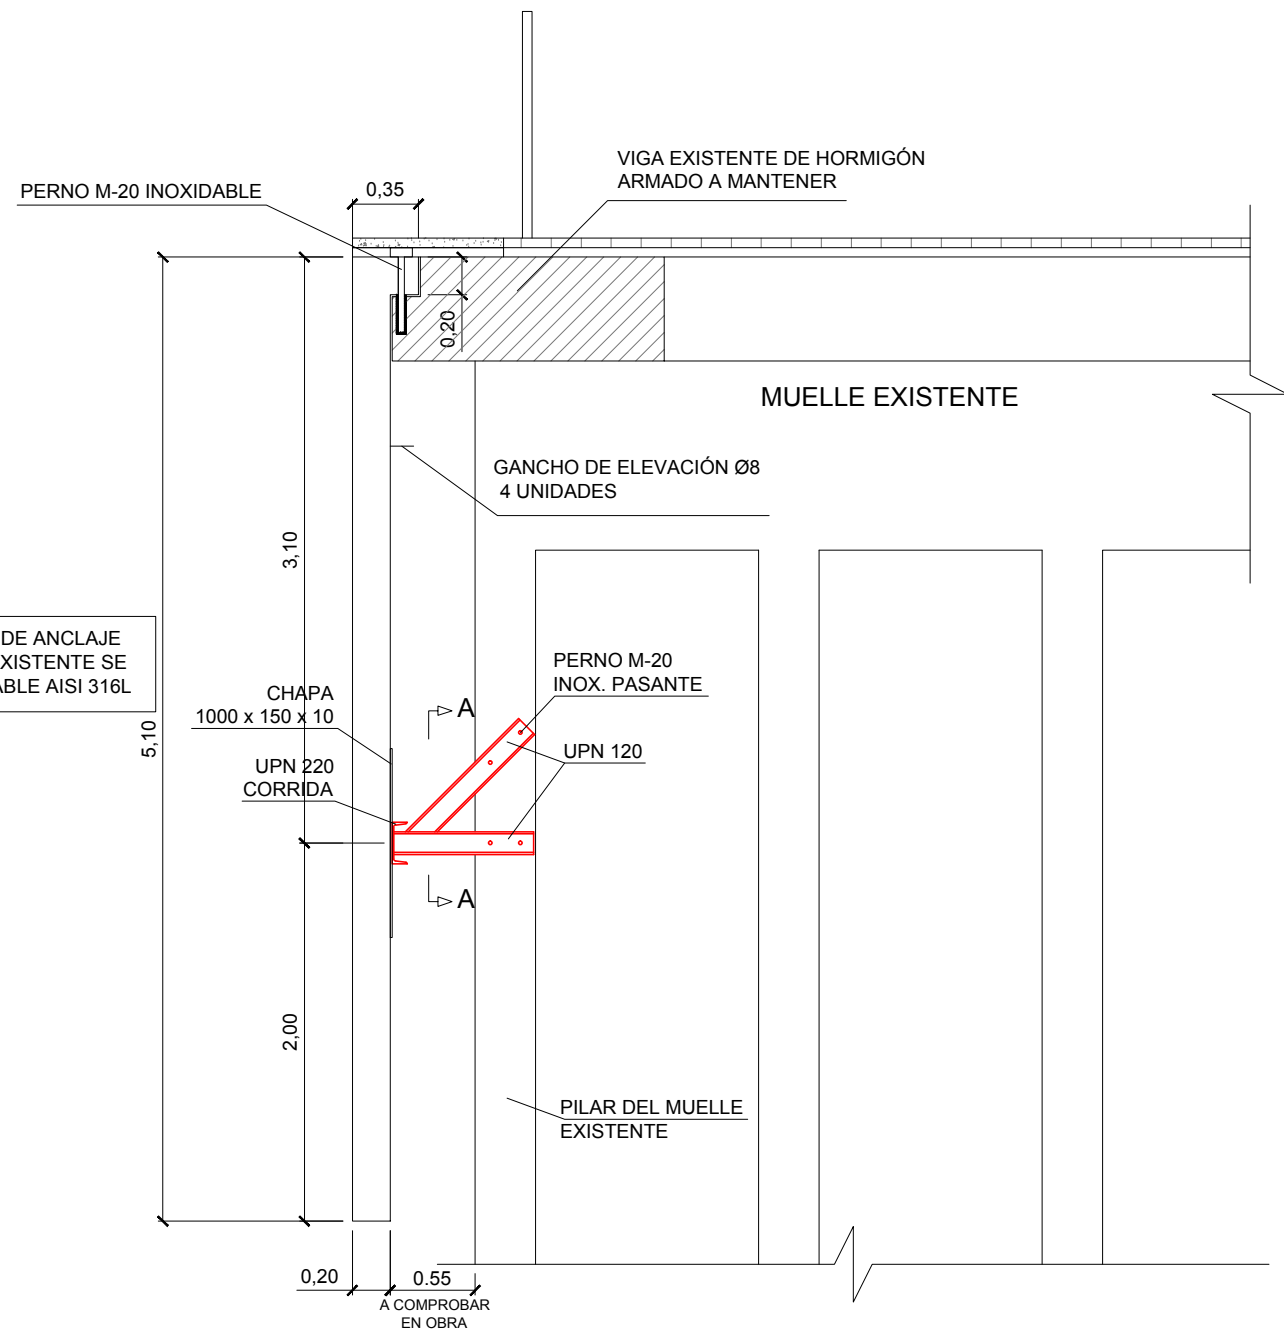 VIGA EXISTENTE DE HORMIGÓN
ARMADO A MANTENER
PERNO M-20 INOXIDABLE
0,35
0,20
MUELLE EXISTENTE
GANCHO DE ELEVACIÓN Ø8
4 UNIDADES
3,10
DE ANCLAJE
XISTENTE SE
ABLE AISI 316L
5,10
PERNO M-20
INOX. PASANTE
CHAPA
1000 x 150 x 10
A
UPN 120
UPN 220
CORRIDA
A
2,00
PILAR DEL MUELLE
EXISTENTE
0,20
0.55
A COMPROBAR
EN OBRA